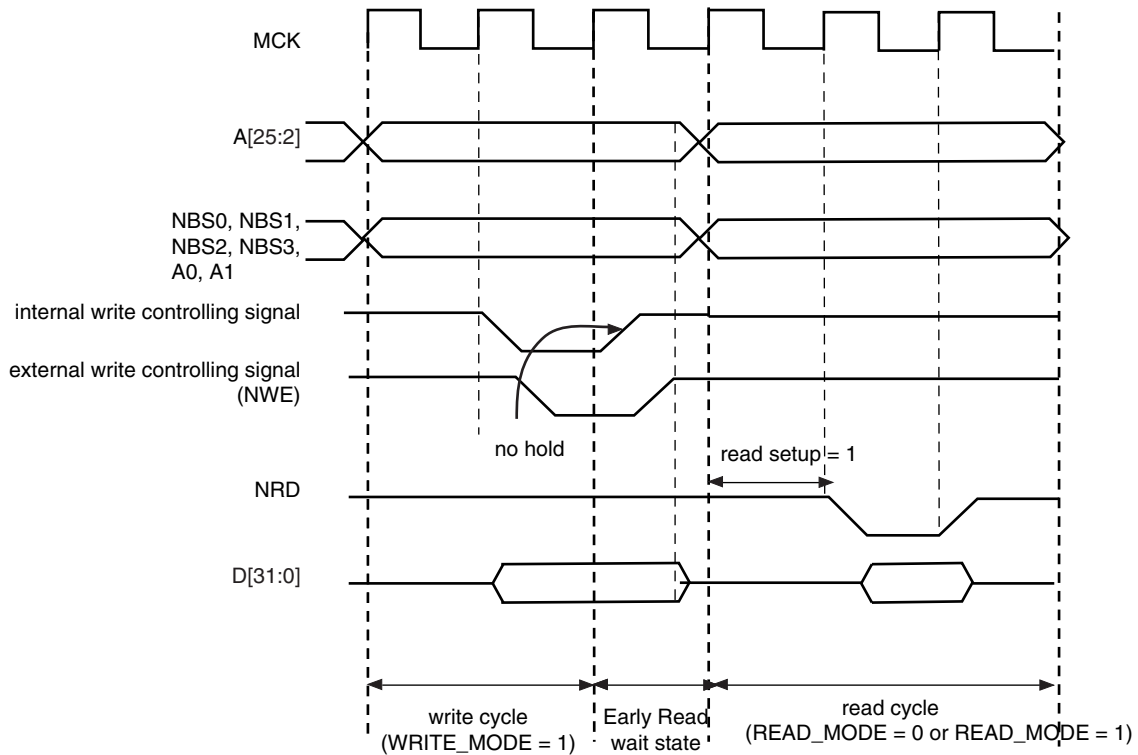 MCK
A[25:2]
NBS0, NBS1,
NBS2, NBS3,
A0, A1
internal write controlling signal
external write controlling signal
(NWE)
no hold
read setup = 1
NRD
D[31:0]
write cycle
(WRITE_MODE = 1)
Early Read
wait state
read cycle
(READ_MODE = 0 or READ_MODE = 1)